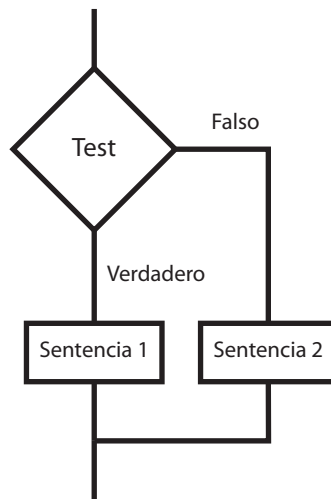 Falso
Test
Verdadero
Sentencia 1
Sentencia 2